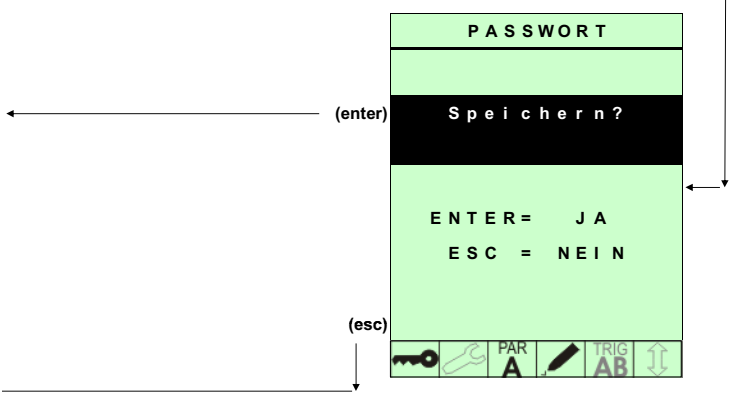 PASSWORT
(enter) Speichern?
ENTER= JA
ESC = NEIN
(esc)
PAR A TRIG AB